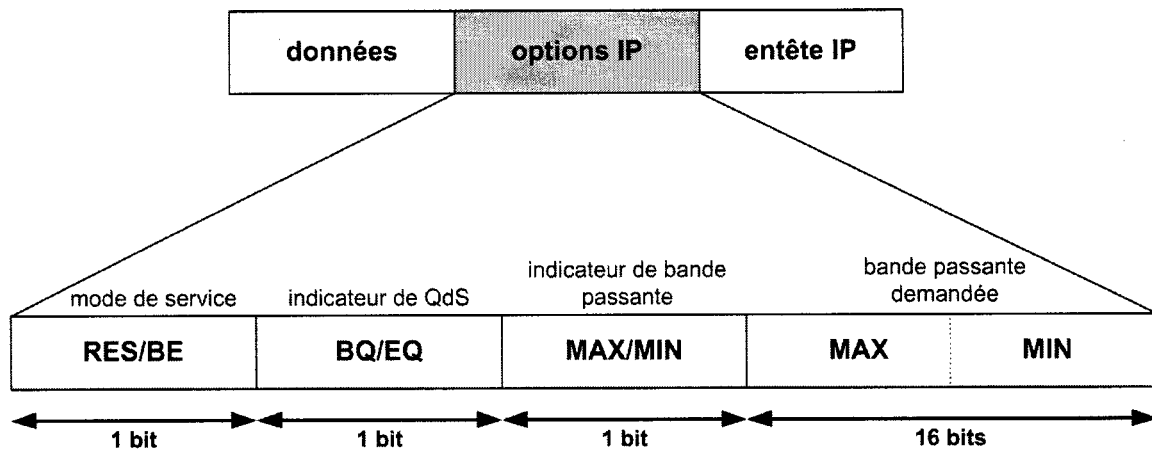 données options IP entête IP
mode de service
indicateur de QdS
indicateur de bande
passante
bande passante
demandée
RES/BE BQ/EQ MAX/MIN MAX MIN
1 bit 1 bit 1 bit 16 bits